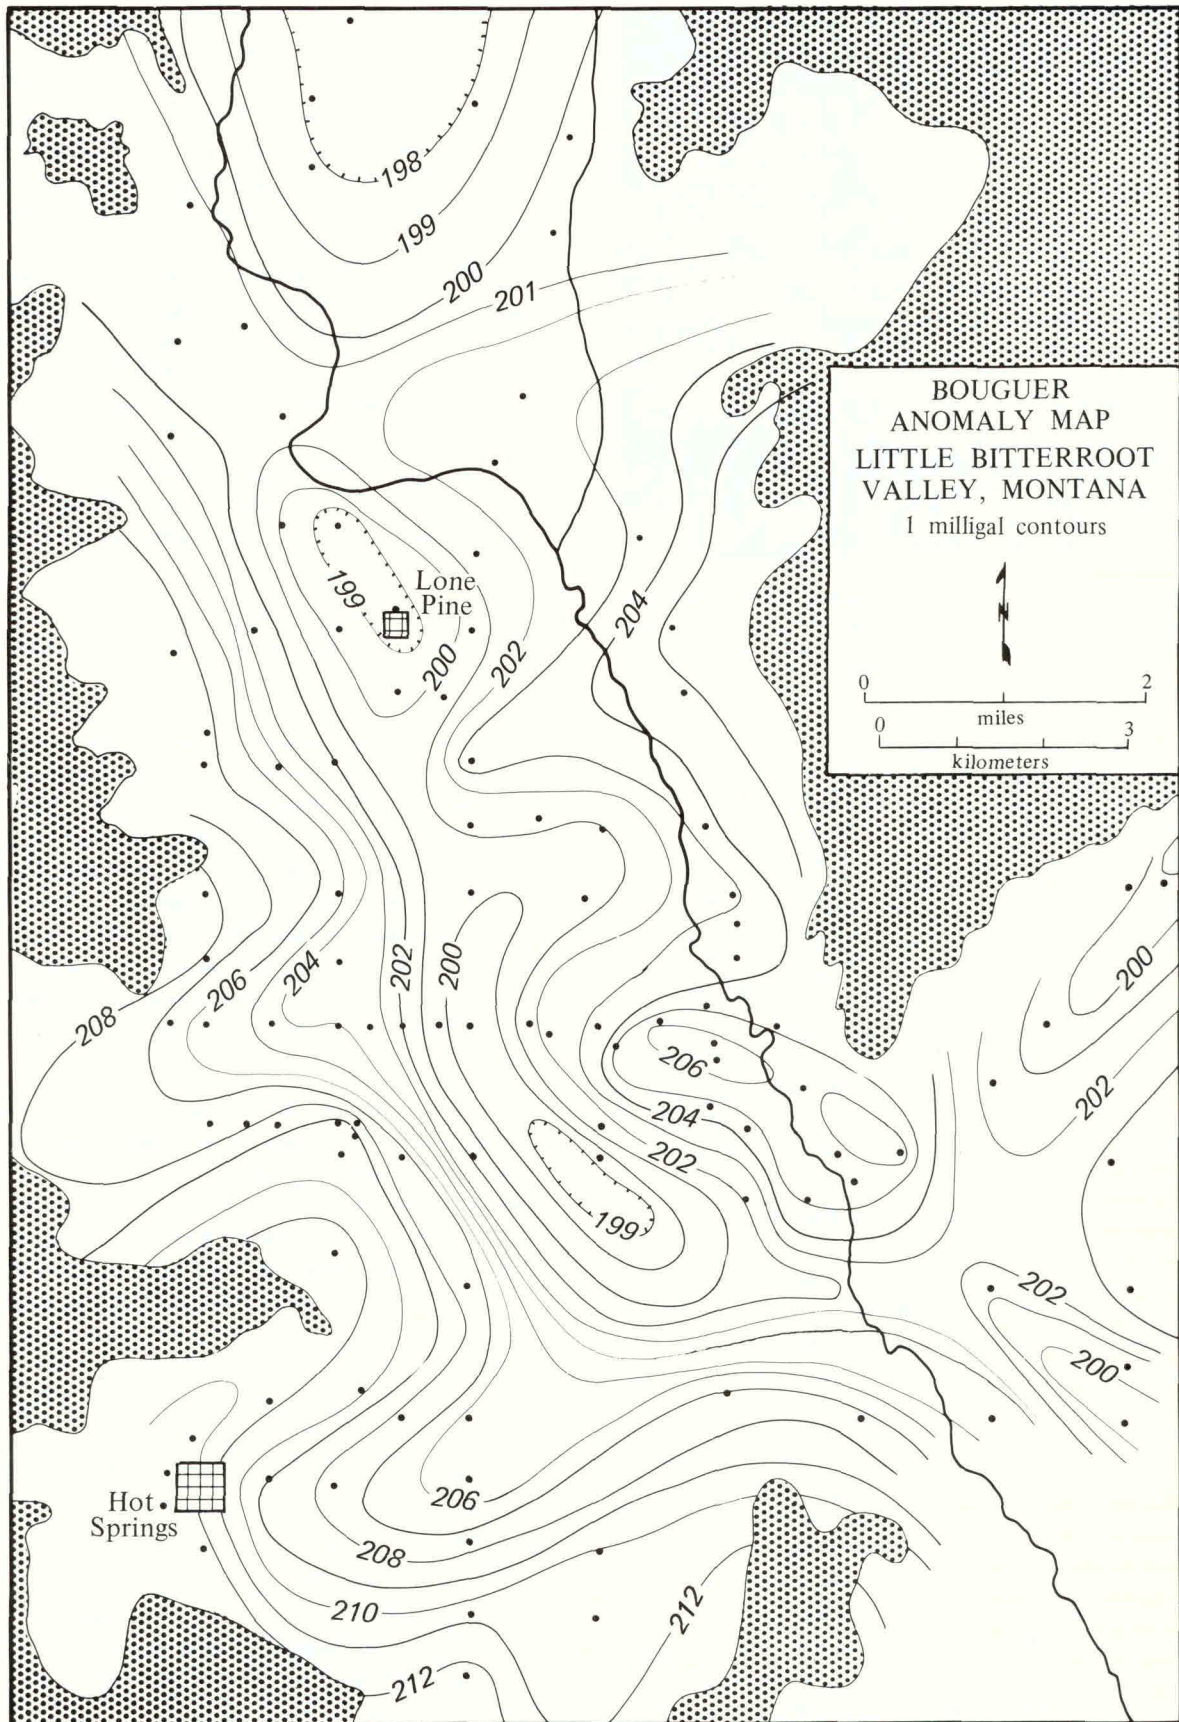 198
199
200
201
BOUGUER
ANOMALY MAP
LITTLE BITTERROOT
VALLEY, MONTANA
1 milligal contours
N
0 2
miles
0 3
kilometers
Lone
Pine
199
200
202
204
208
206
204
202
200
200
202
206
204
202
199
202
200
206
208
210
212
212
Hot
Springs